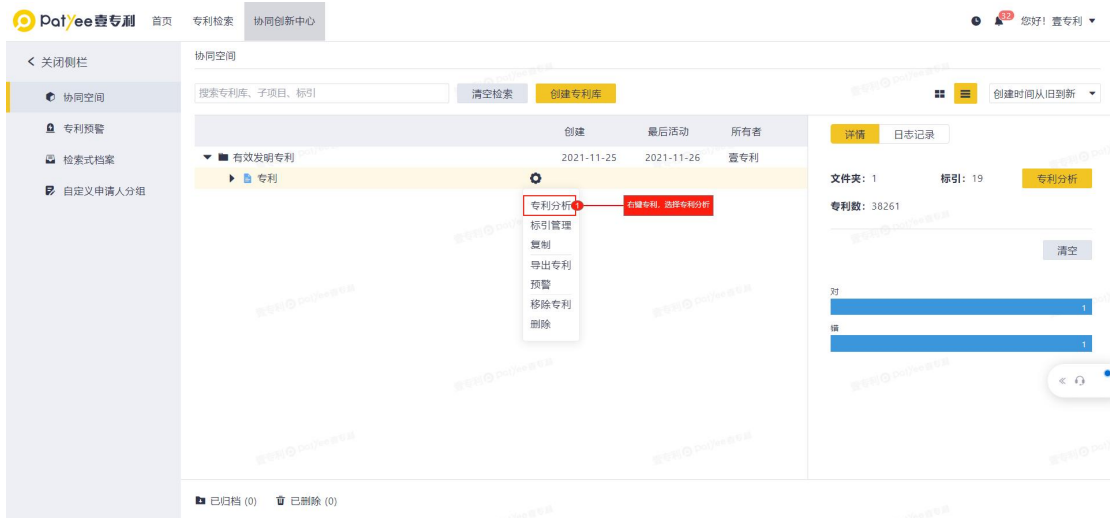 Patyee壹专利 首页 专利检索 协同创新中心 32 您好！壹专利
关闭侧栏
协同空间
专利预警
检索式档案
自定义申请人分组
协同空间
搜索专利库、子项目、标引 清空检索 创建专利库 创建时间从旧到新
创建 最后活动 所有者
有效发明专利 2021-11-25 2021-11-26 壹专利
专利
专利分析 1 右键专利，选择专利分析
标引管理
复制
导出专利
预警
移除专利
删除
详情 日志记录
文件夹：1 标引：19 专利分析
专利数：38261
清空
对
1
错
1
已归档 (0) 已删除 (0)